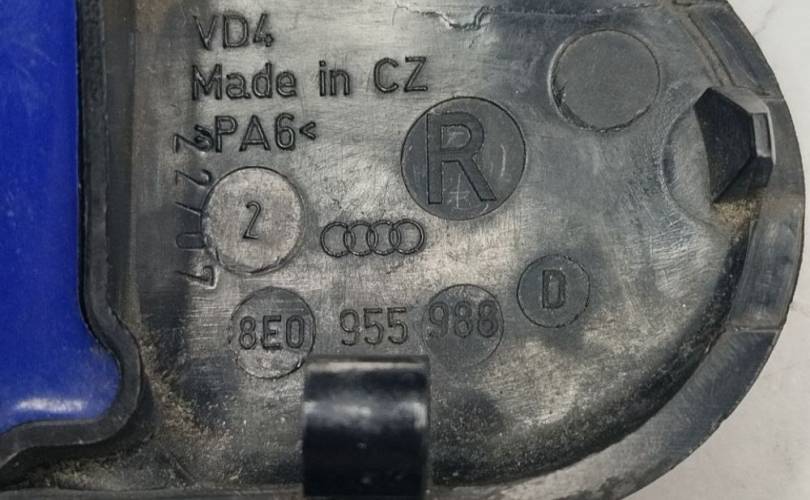 VD4
Made in CZ
>PA6<
R
2
D
8E0 955 988